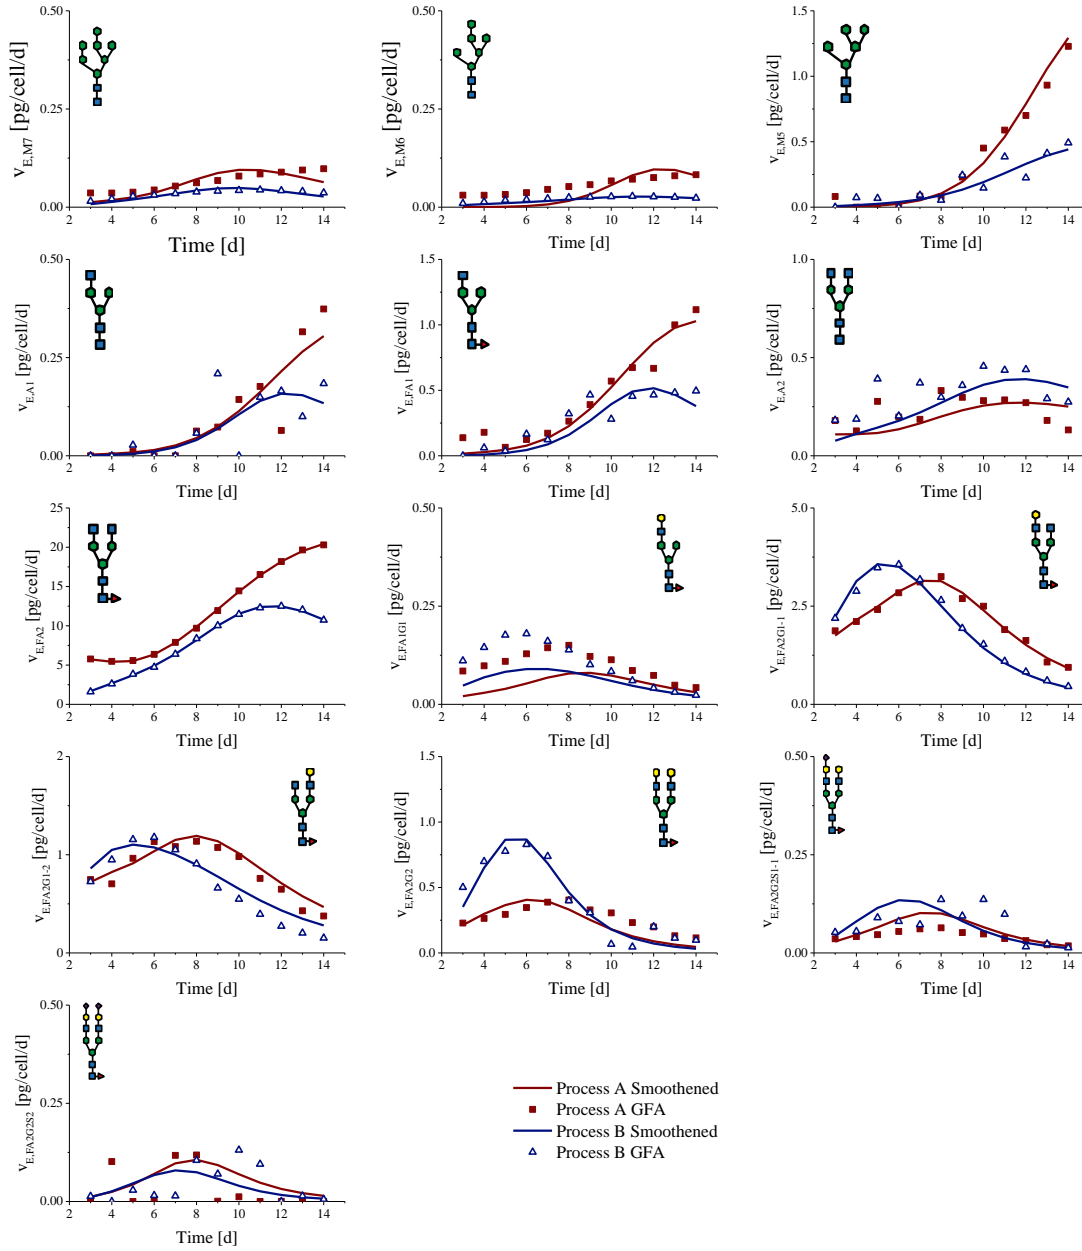 0.50
0.25
0.00
2 4 6 8 10 12 14
v_E,M7 [pg/cell/d]
Time [d]
0.50
0.25
0.00
2 4 6 8 10 12 14
v_E,M6 [pg/cell/d]
Time [d]
1.5
1.0
0.5
0.0
2 4 6 8 10 12 14
v_E,M5 [pg/cell/d]
Time [d]
0.50
0.25
0.00
2 4 6 8 10 12 14
v_E,A1 [pg/cell/d]
Time [d]
1.5
1.0
0.5
0.0
2 4 6 8 10 12 14
v_E,FA1 [pg/cell/d]
Time [d]
1.0
0.5
0.0
2 4 6 8 10 12 14
v_E,A2 [pg/cell/d]
Time [d]
25
20
15
10
5
0
2 4 6 8 10 12 14
v_E,FA2 [pg/cell/d]
Time [d]
0.50
0.25
0.00
2 4 6 8 10 12 14
v_E,FA1G1 [pg/cell/d]
Time [d]
5.0
2.5
0.0
2 4 6 8 10 12 14
v_E,FA2G1-1 [pg/cell/d]
Time [d]
2
1
0
2 4 6 8 10 12 14
v_E,FA2G1-2 [pg/cell/d]
Time [d]
1.5
1.0
0.5
0.0
2 4 6 8 10 12 14
v_E,FA2G2 [pg/cell/d]
Time [d]
0.50
0.25
0.00
2 4 6 8 10 12 14
v_E,FA2G2S1-1 [pg/cell/d]
Time [d]
0.50
0.25
0.00
2 4 6 8 10 12 14
v_E,FA2G2S2 [pg/cell/d]
Time [d]
Process A Smoothened
Process A GFA
Process B Smoothened
Process B GFA